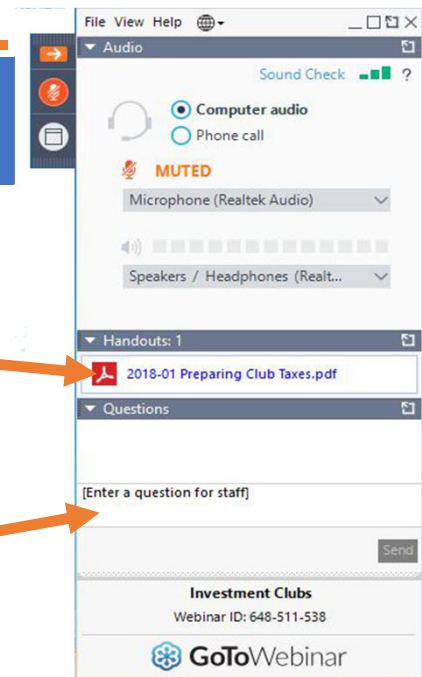 File View Help
Audio
Sound Check ?
Computer audio
Phone call
MUTED
Microphone (Realtek Audio)
Speakers / Headphones (Realt...
Handouts: 1
2018-01 Preparing Club Taxes.pdf
Questions
[Enter a question for staff]
Send
Investment Clubs
Webinar ID: 648-511-538
GoToWebinar